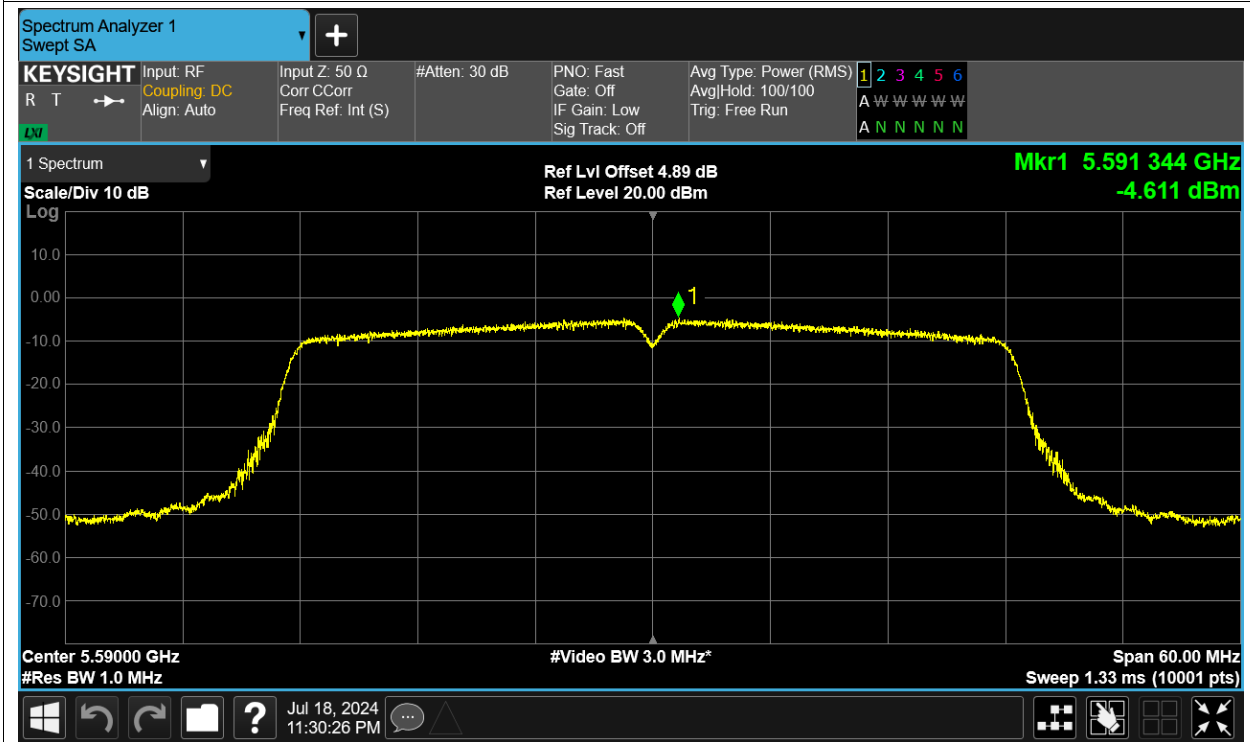 Spectrum Analyzer 1
Swept SA
+
KEYSIGHT
R T
LXI
Input: RF
Coupling: DC
Align: Auto
Input Z: 50 Ω
Corr CCorr
Freq Ref: Int (S)
#Atten: 30 dB
PNO: Fast
Gate: Off
IF Gain: Low
Sig Track: Off
Avg Type: Power (RMS)
Avg|Hold: 100/100
Trig: Free Run
1 2 3 4 5 6
A W W W W W
A N N N N N
1 Spectrum
Scale/Div 10 dB
Log
Ref Lvl Offset 4.89 dB
Ref Level 20.00 dBm
Mkr1 5.591 344 GHz
-4.611 dBm
10.0
0.00
1
-10.0
-20.0
-30.0
-40.0
-50.0
-60.0
-70.0
Center 5.59000 GHz
#Res BW 1.0 MHz
#Video BW 3.0 MHz*
Span 60.00 MHz
Sweep 1.33 ms (10001 pts)
?
Jul 18, 2024
11:30:26 PM